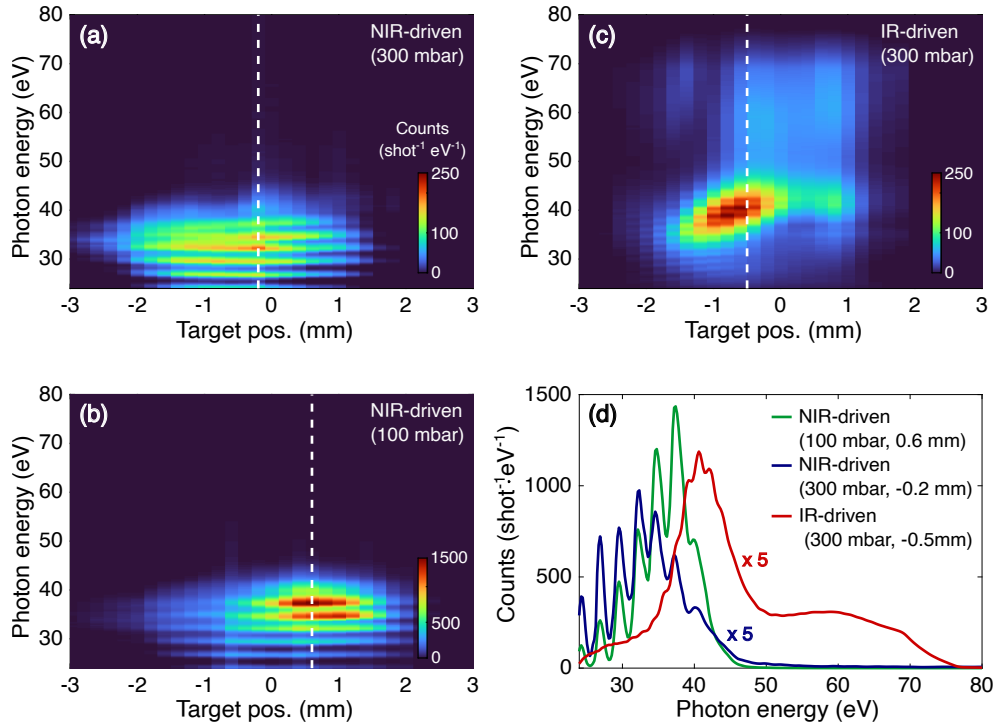 (a)
NIR-driven
(300 mbar)
Counts
(shot⁻¹ eV⁻¹)
250
100
0
80
70
60
50
40
30
Photon energy (eV)
-3 -2 -1 0 1 2 3
Target pos. (mm)
(c)
IR-driven
(300 mbar)
250
100
0
80
70
60
50
40
30
Photon energy (eV)
-3 -2 -1 0 1 2 3
Target pos. (mm)
(b)
NIR-driven
(100 mbar)
1500
500
0
80
70
60
50
40
30
Photon energy (eV)
-3 -2 -1 0 1 2 3
Target pos. (mm)
(d)
NIR-driven
(100 mbar, 0.6 mm)
NIR-driven
(300 mbar, -0.2 mm)
IR-driven
(300 mbar, -0.5mm)
x 5
x 5
1500
1000
500
0
Counts (shot⁻¹·eV⁻¹)
30 40 50 60 70 80
Photon energy (eV)